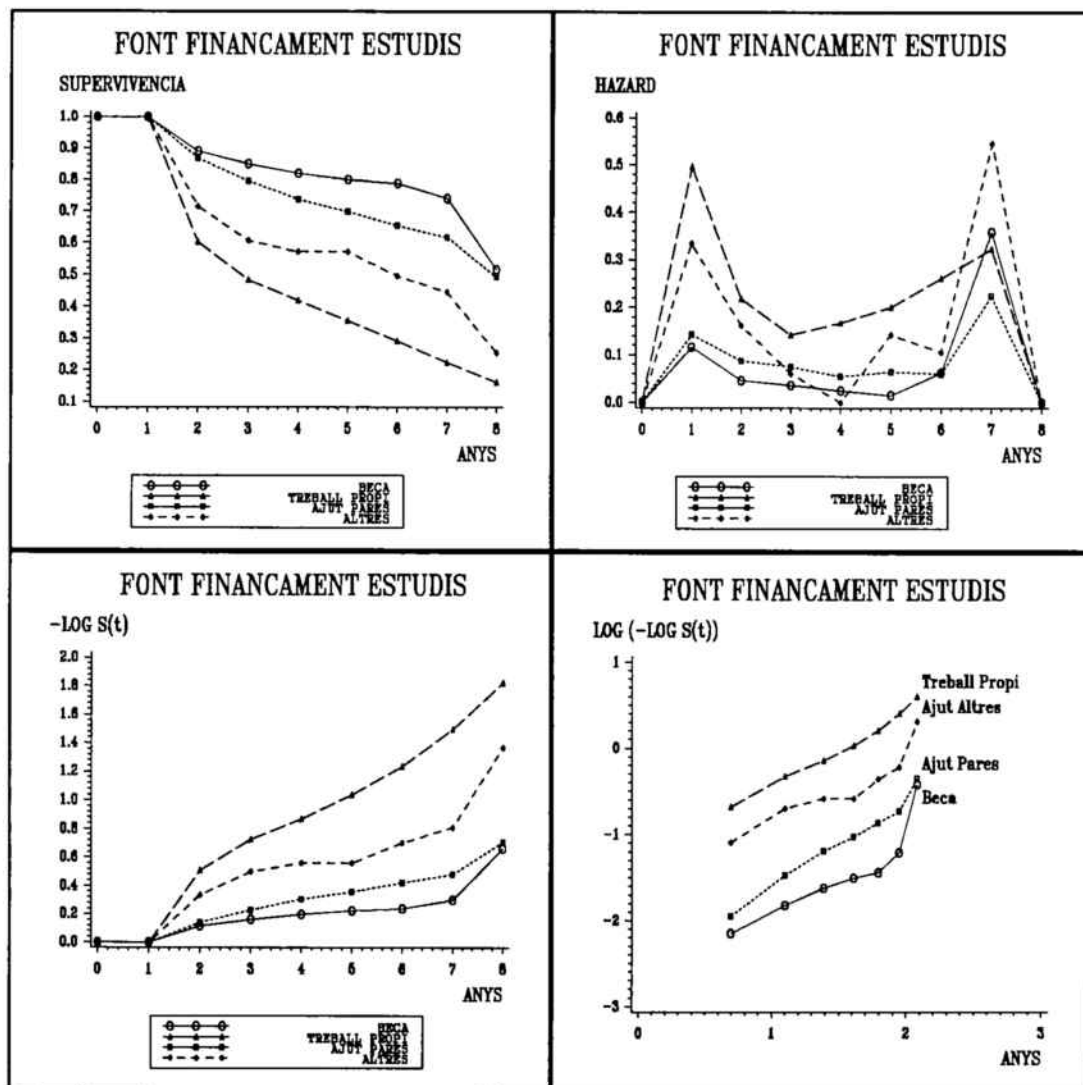 FONT FINANCAMENT ESTUDIS
SUPERVIVENCIA
1.0
0.9
0.8
0.7
0.6
0.5
0.4
0.3
0.2
0.1
0 1 2 3 4 5 6 7 8
ANYS
BECA
TREBALL PROPI
AJUT PARES
ALTRES
FONT FINANCAMENT ESTUDIS
HAZARD
0.6
0.5
0.4
0.3
0.2
0.1
0.0
0 1 2 3 4 5 6 7 8
ANYS
BECA
TREBALL PROPI
AJUT PARES
ALTRES
FONT FINANCAMENT ESTUDIS
-LOG S(t)
2.0
1.8
1.6
1.4
1.2
1.0
0.8
0.6
0.4
0.2
0.0
0 1 2 3 4 5 6 7 8
ANYS
BECA
TREBALL PROPI
AJUT PARES
ALTRES
FONT FINANCAMENT ESTUDIS
LOG (-LOG S(t))
1
0
-1
-2
-3
Treball Propi
Ajut Altres
Ajut Pares
Beca
0 1 2 3
ANYS